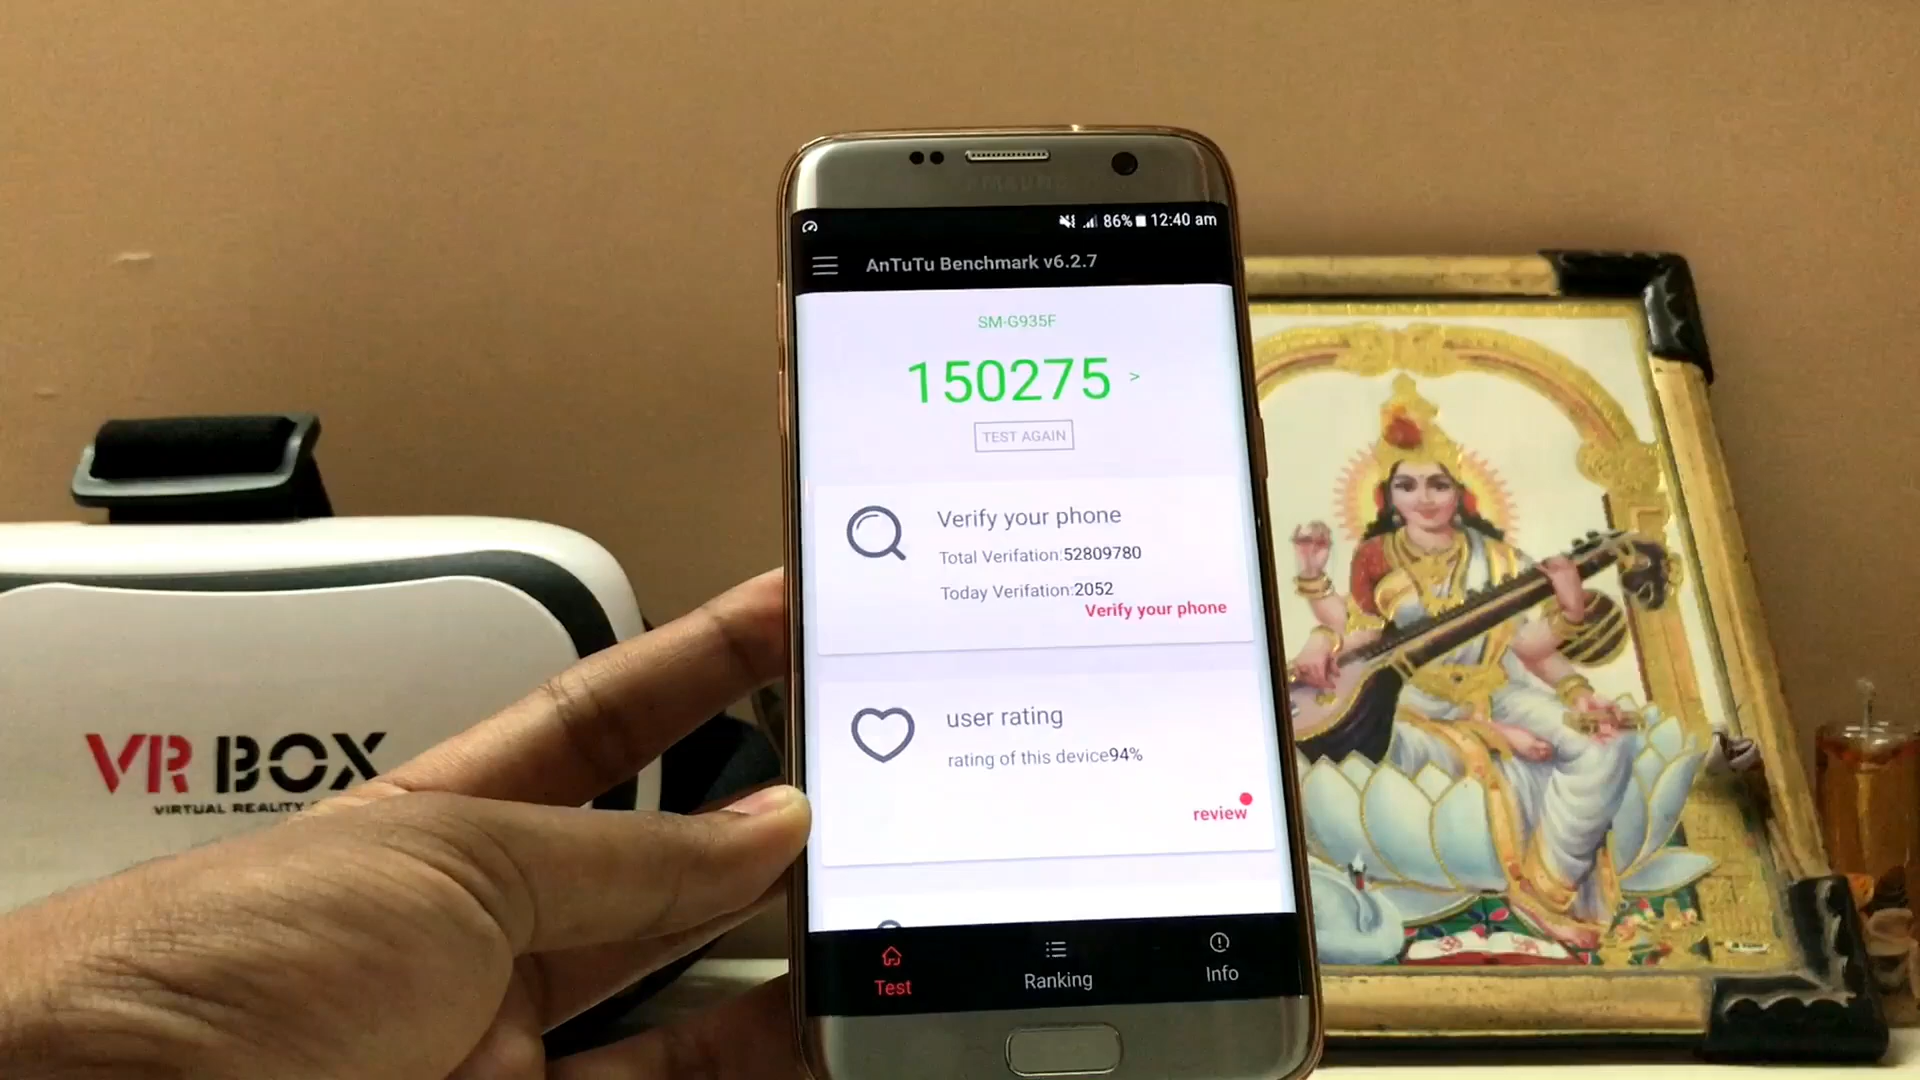 SAMSUNG
86% 12:40 am
AnTuTu Benchmark v6.2.7
SM-G935F
150275 >
TEST AGAIN
Verify your phone
Total Verifation:52809780
Today Verifation:2052
Verify your phone
user rating
rating of this device94%
review
Test
Ranking
Info
VR BOX
VIRTUAL REALITY